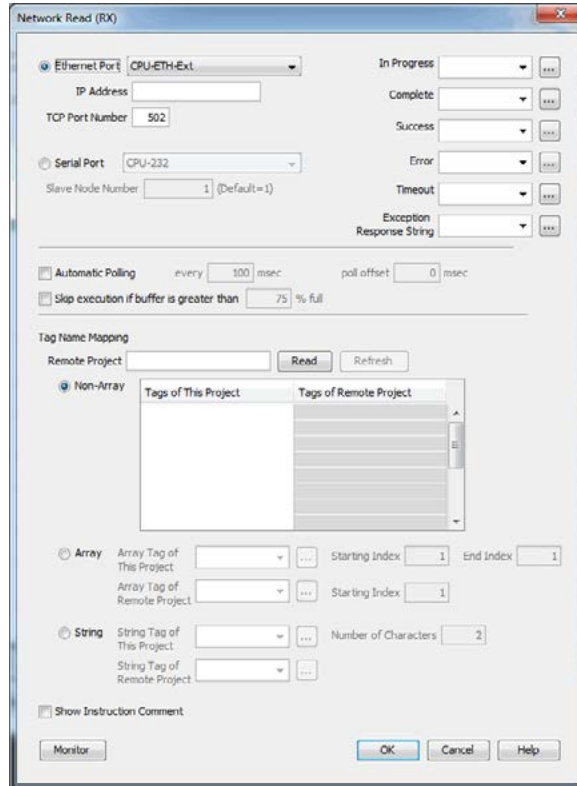 Network Read (RX)
Ethernet Port CPU-ETH-Ext
IP Address
TCP Port Number 502
Serial Port CPU-232
Slave Node Number 1 (Default=1)
In Progress ...
Complete ...
Success ...
Error ...
Timeout ...
Exception
Response String ...
Automatic Polling every 100 msec poll offset 0 msec
Skip execution if buffer is greater than 75 % full
Tag Name Mapping
Remote Project Read Refresh
Non-Array
Tags of This Project Tags of Remote Project
Array Array Tag of
This Project ... Starting Index 1 End Index 1
Array Tag of
Remote Project ... Starting Index 1
String String Tag of
This Project ... Number of Characters 2
String Tag of
Remote Project ...
Show Instruction Comment
Monitor OK Cancel Help